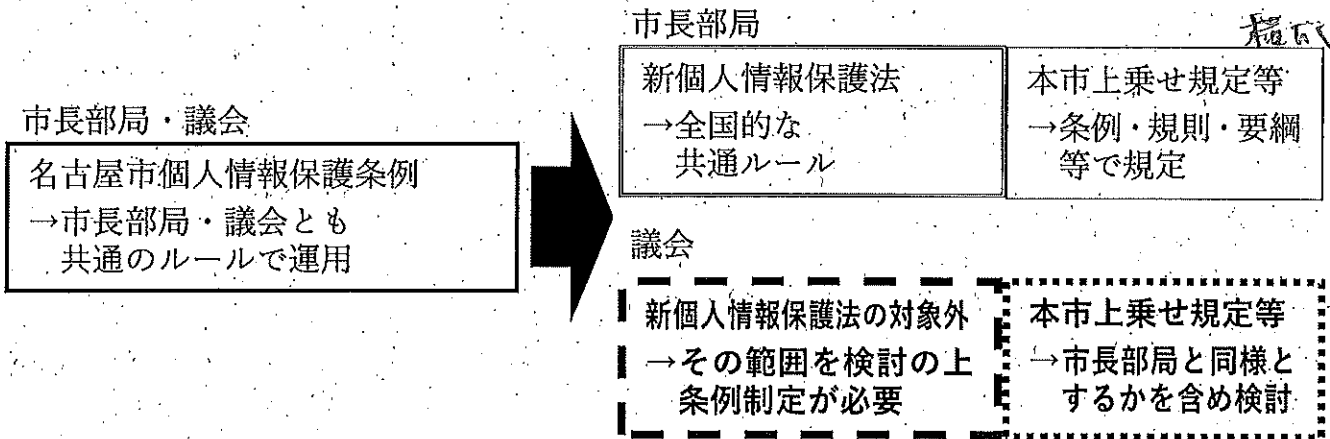 市長部局・議会
名古屋市個人情報保護条例
→市長部局・議会とも
共通のルールで運用
市長部局
新個人情報保護法
→全国的な
共通ルール
本市上乗せ規定等
→条例・規則・要綱
等で規定
議会
新個人情報保護法の対象外
→その範囲を検討の上
条例制定が必要
本市上乗せ規定等
→市長部局と同様と
するかを含め検討